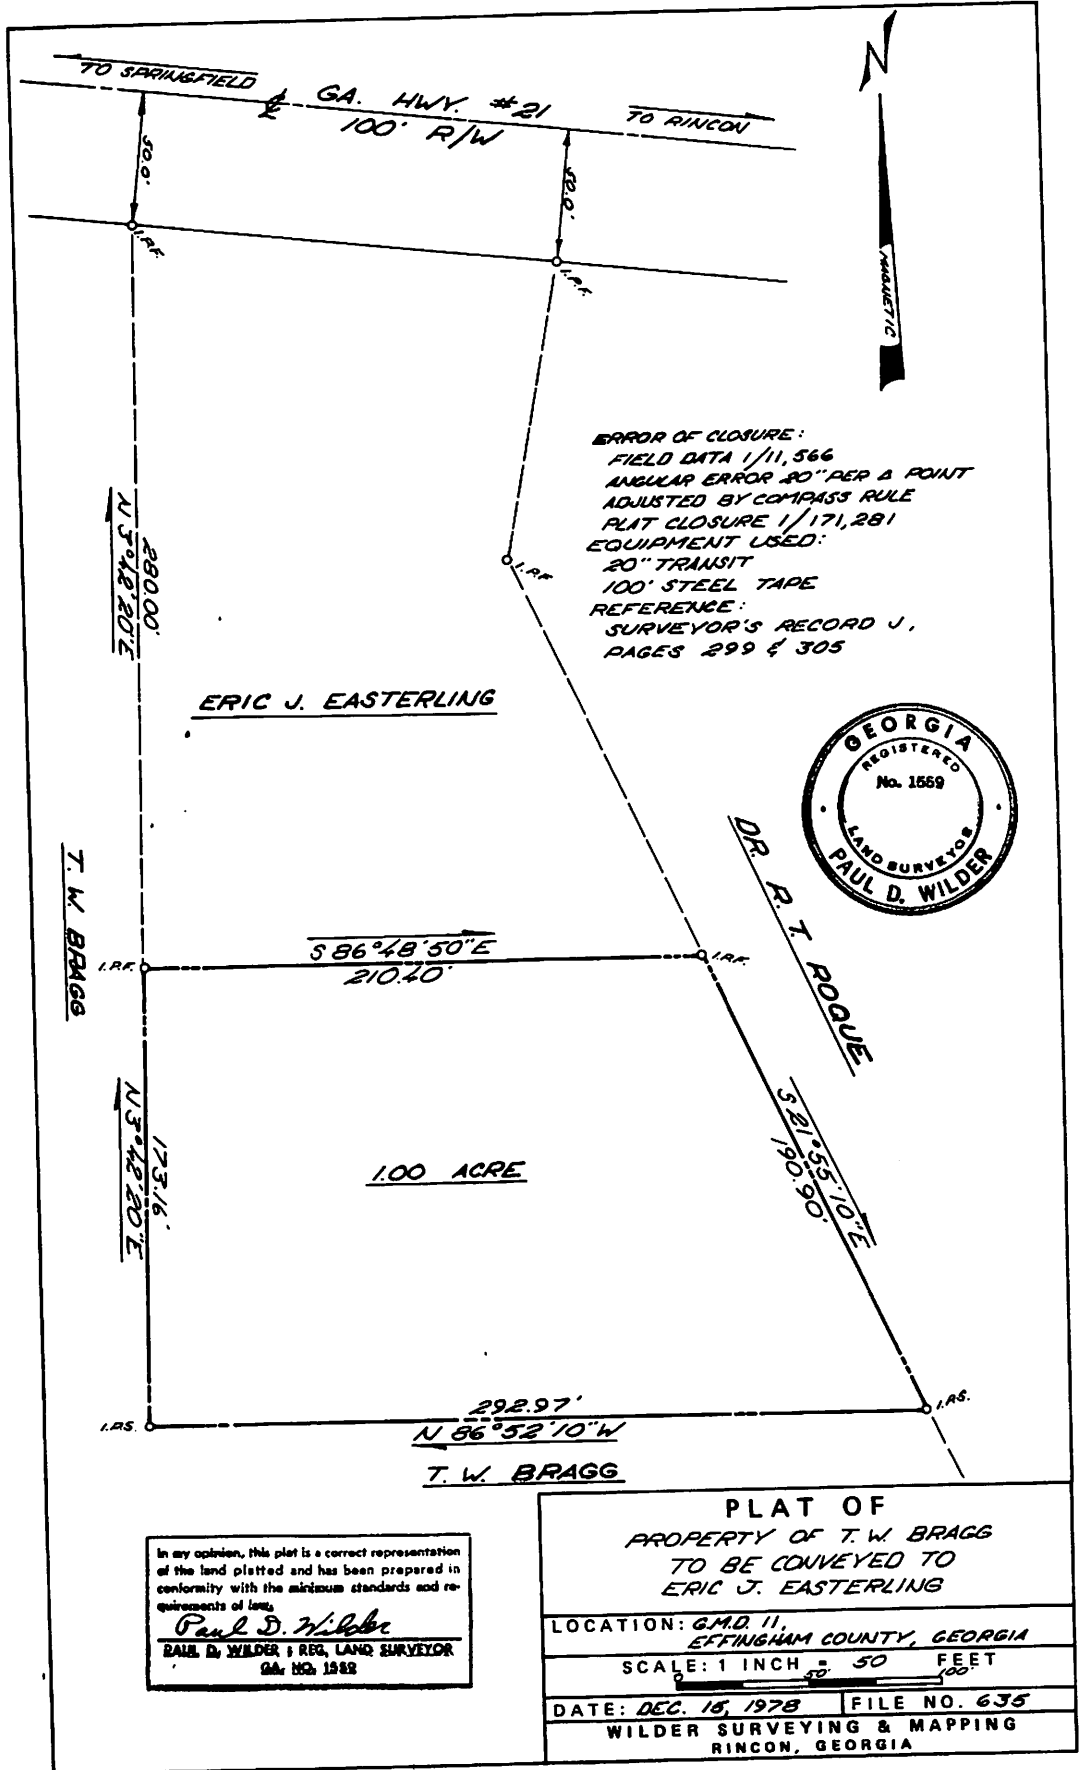 TO SPRINGFIELD
℄ GA. HWY. #21
100' R/W
TO RINCON
N
MAGNETIC
50.0'
50.0'
I.P.F.
I.P.F.
ERROR OF CLOSURE:
FIELD DATA 1/11,566
ANGULAR ERROR 20" PER Δ POINT
ADJUSTED BY COMPASS RULE
PLAT CLOSURE 1/171,281
EQUIPMENT USED:
20" TRANSIT
100' STEEL TAPE
REFERENCE:
SURVEYOR'S RECORD J,
PAGES 299 & 305
I.P.F.
280.00'
N 3°42'20"E
ERIC J. EASTERLING
GEORGIA
REGISTERED
No. 1559
LAND SURVEYOR
PAUL D. WILDER
T. W. BRAGG
DR. R. T. ROQUE
I.P.F.
S 86°48'50"E
210.40'
I.P.F.
173.16'
N 3°42'20"E
1.00 ACRE
S 21°55'10"E
190.90'
I.P.S.
292.97'
N 86°52'10"W
I.P.S.
T. W. BRAGG
In my opinion, this plat is a correct representation
of the land platted and has been prepared in
conformity with the minimum standards and re-
quirements of law.
Paul D. Wilder
PAUL D. WILDER ; REG. LAND SURVEYOR
GA. NO. 1559
PLAT OF
PROPERTY OF T. W. BRAGG
TO BE CONVEYED TO
ERIC J. EASTERLING
LOCATION: G.M.D. 11,
EFFINGHAM COUNTY, GEORGIA
SCALE: 1 INCH = 50 FEET
0 50' 100'
DATE: DEC. 15, 1978
FILE NO. 635
WILDER SURVEYING & MAPPING
RINCON, GEORGIA